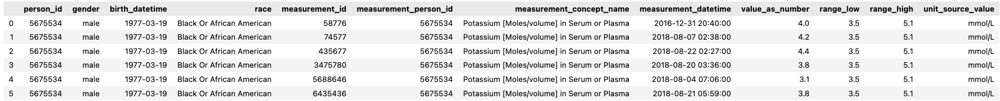 person_id gender birth_datetime race measurement_id measurement_person_id measurement_concept_name measurement_datetime value_as_number range_low range_high unit_source_value
0 5675534 male 1977-03-19 Black Or African American 58776 5675534 Potassium [Moles/volume] in Serum or Plasma 2016-12-31 20:40:00 4.0 3.5 5.1 mmol/L
1 5675534 male 1977-03-19 Black Or African American 74577 5675534 Potassium [Moles/volume] in Serum or Plasma 2018-08-07 02:38:00 4.2 3.5 5.1 mmol/L
2 5675534 male 1977-03-19 Black Or African American 435677 5675534 Potassium [Moles/volume] in Serum or Plasma 2018-08-22 02:27:00 4.4 3.5 5.1 mmol/L
3 5675534 male 1977-03-19 Black Or African American 3475780 5675534 Potassium [Moles/volume] in Serum or Plasma 2018-08-20 03:36:00 3.8 3.5 5.1 mmol/L
4 5675534 male 1977-03-19 Black Or African American 5688646 5675534 Potassium [Moles/volume] in Serum or Plasma 2018-08-04 07:06:00 3.1 3.5 5.1 mmol/L
5 5675534 male 1977-03-19 Black Or African American 6435436 5675534 Potassium [Moles/volume] in Serum or Plasma 2018-08-21 05:59:00 3.8 3.5 5.1 mmol/L